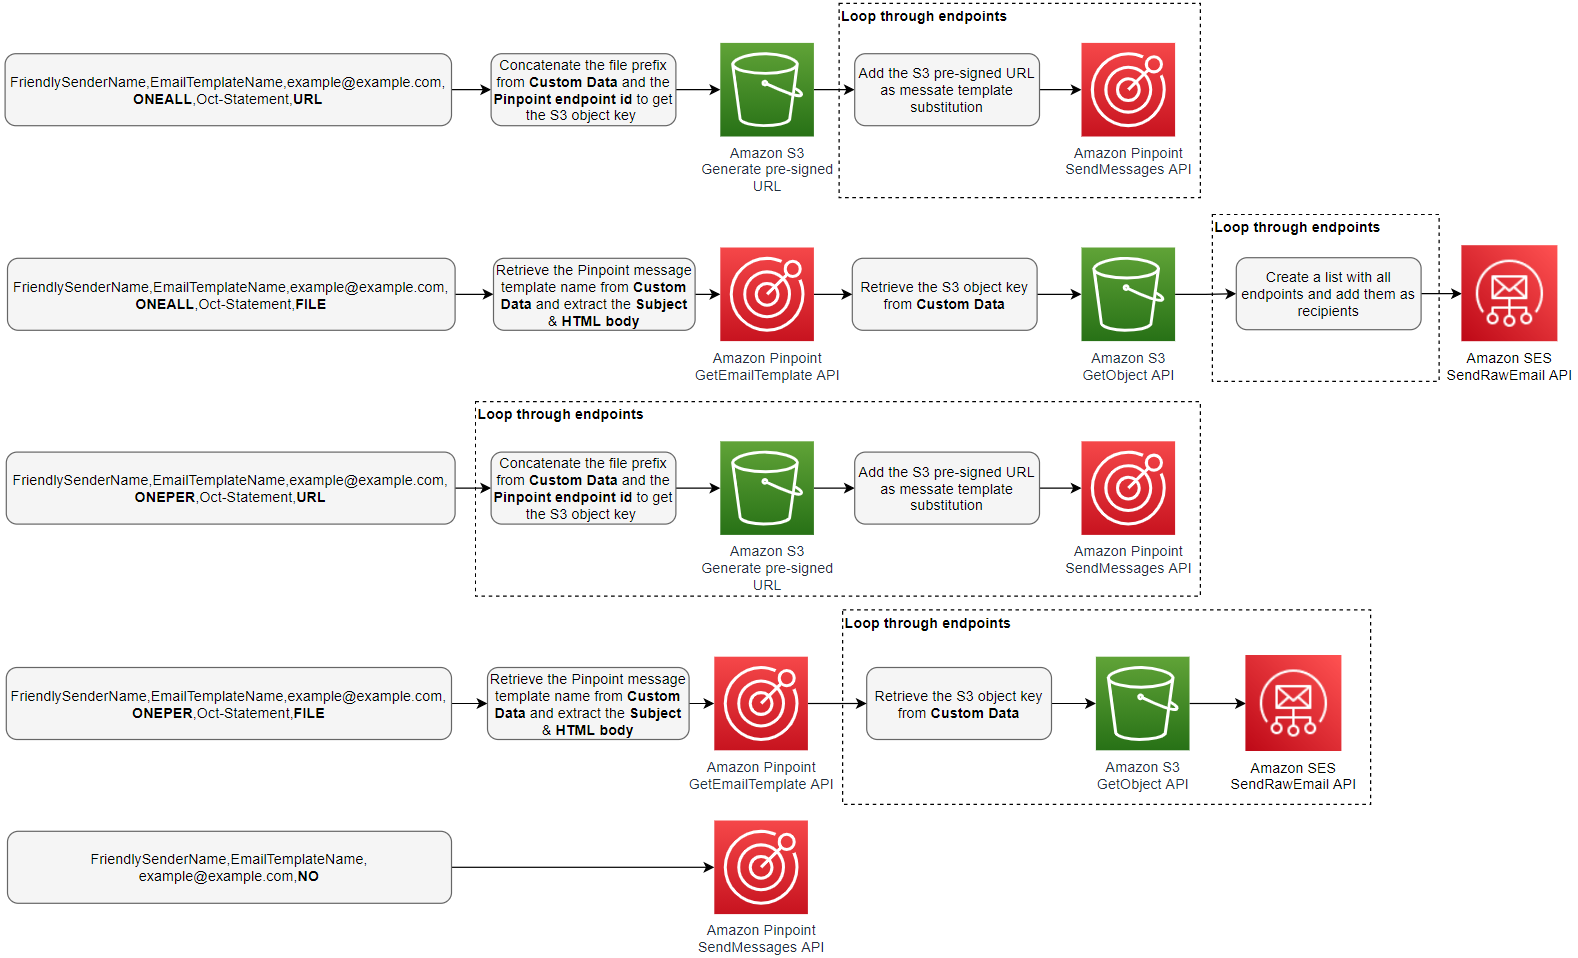 Loop through endpoints
FriendlySenderName,EmailTemplateName,example@example.com,
ONEALL,Oct-Statement,URL
Concatenate the file prefix
from Custom Data and the
Pinpoint endpoint id to get
the S3 object key
Amazon S3
Generate pre-signed
URL
Add the S3 pre-signed URL
as messate template
substitution
Amazon Pinpoint
SendMessages API
Loop through endpoints
FriendlySenderName,EmailTemplateName,example@example.com,
ONEALL,Oct-Statement,FILE
Retrieve the Pinpoint message
template name from Custom
Data and extract the Subject
& HTML body
Amazon Pinpoint
GetEmailTemplate API
Retrieve the S3 object key
from Custom Data
Amazon S3
GetObject API
Create a list with all
endpoints and add them as
recipients
Amazon SES
SendRawEmail API
Loop through endpoints
FriendlySenderName,EmailTemplateName,example@example.com,
ONEPER,Oct-Statement,URL
Concatenate the file prefix
from Custom Data and the
Pinpoint endpoint id to get
the S3 object key
Amazon S3
Generate pre-signed
URL
Add the S3 pre-signed URL
as messate template
substitution
Amazon Pinpoint
SendMessages API
Loop through endpoints
FriendlySenderName,EmailTemplateName,example@example.com,
ONEPER,Oct-Statement,FILE
Retrieve the Pinpoint message
template name from Custom
Data and extract the Subject
& HTML body
Amazon Pinpoint
GetEmailTemplate API
Retrieve the S3 object key
from Custom Data
Amazon S3
GetObject API
Amazon SES
SendRawEmail API
FriendlySenderName,EmailTemplateName,
example@example.com,NO
Amazon Pinpoint
SendMessages API